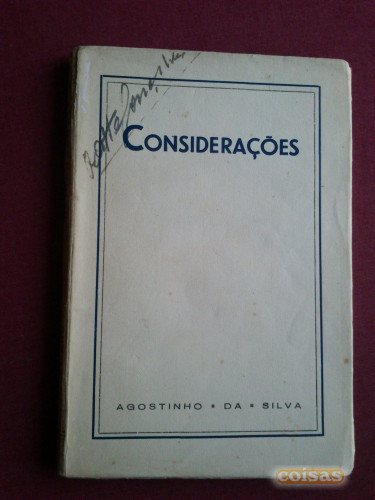 CONSIDERAÇÕES
AGOSTINHO • DA • SILVA
coisas